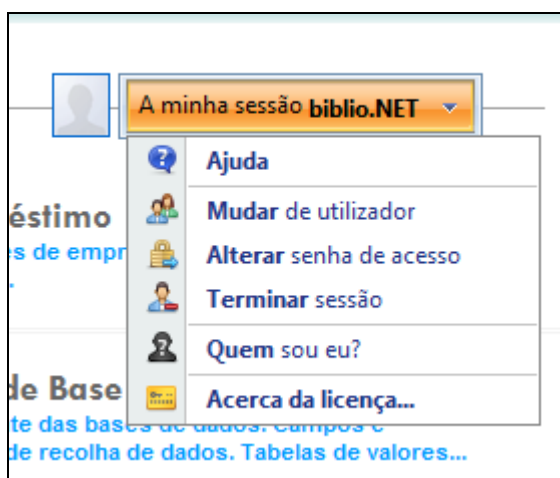 A minha sessão biblio.NET
Ajuda
éstimo
Mudar de utilizador
s de empr
Alterar senha de acesso
.
Terminar sessão
Quem sou eu?
de Base
Acerca da licença...
te das bases de dados. Campos e
de recolha de dados. Tabelas de valores...